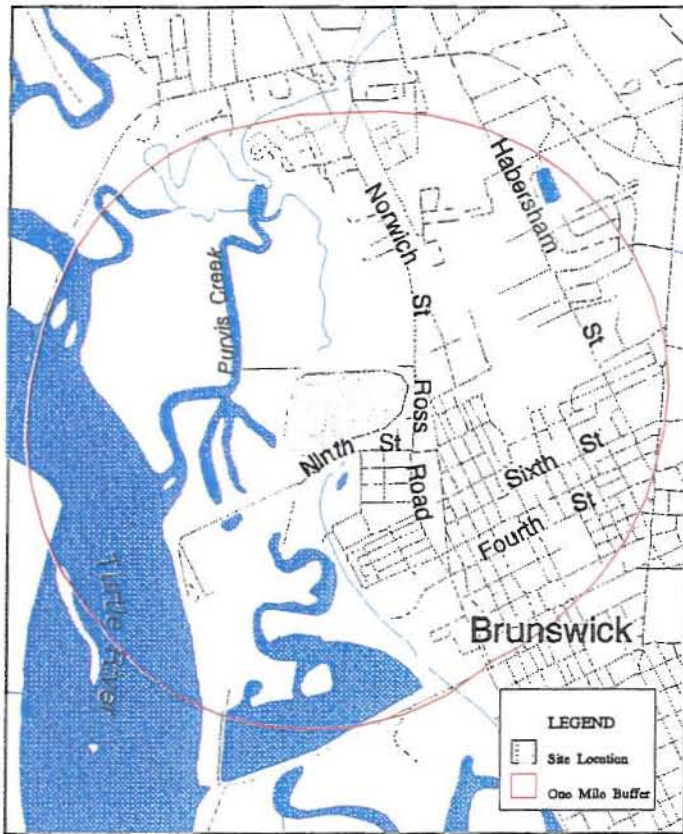 Habersham
St
Norwich
St
Purvis Creek
Ross
Road
Ninth St
Sixth St
Fourth St
Turtle River
Brunswick
LEGEND
Site Location
One Mile Buffer